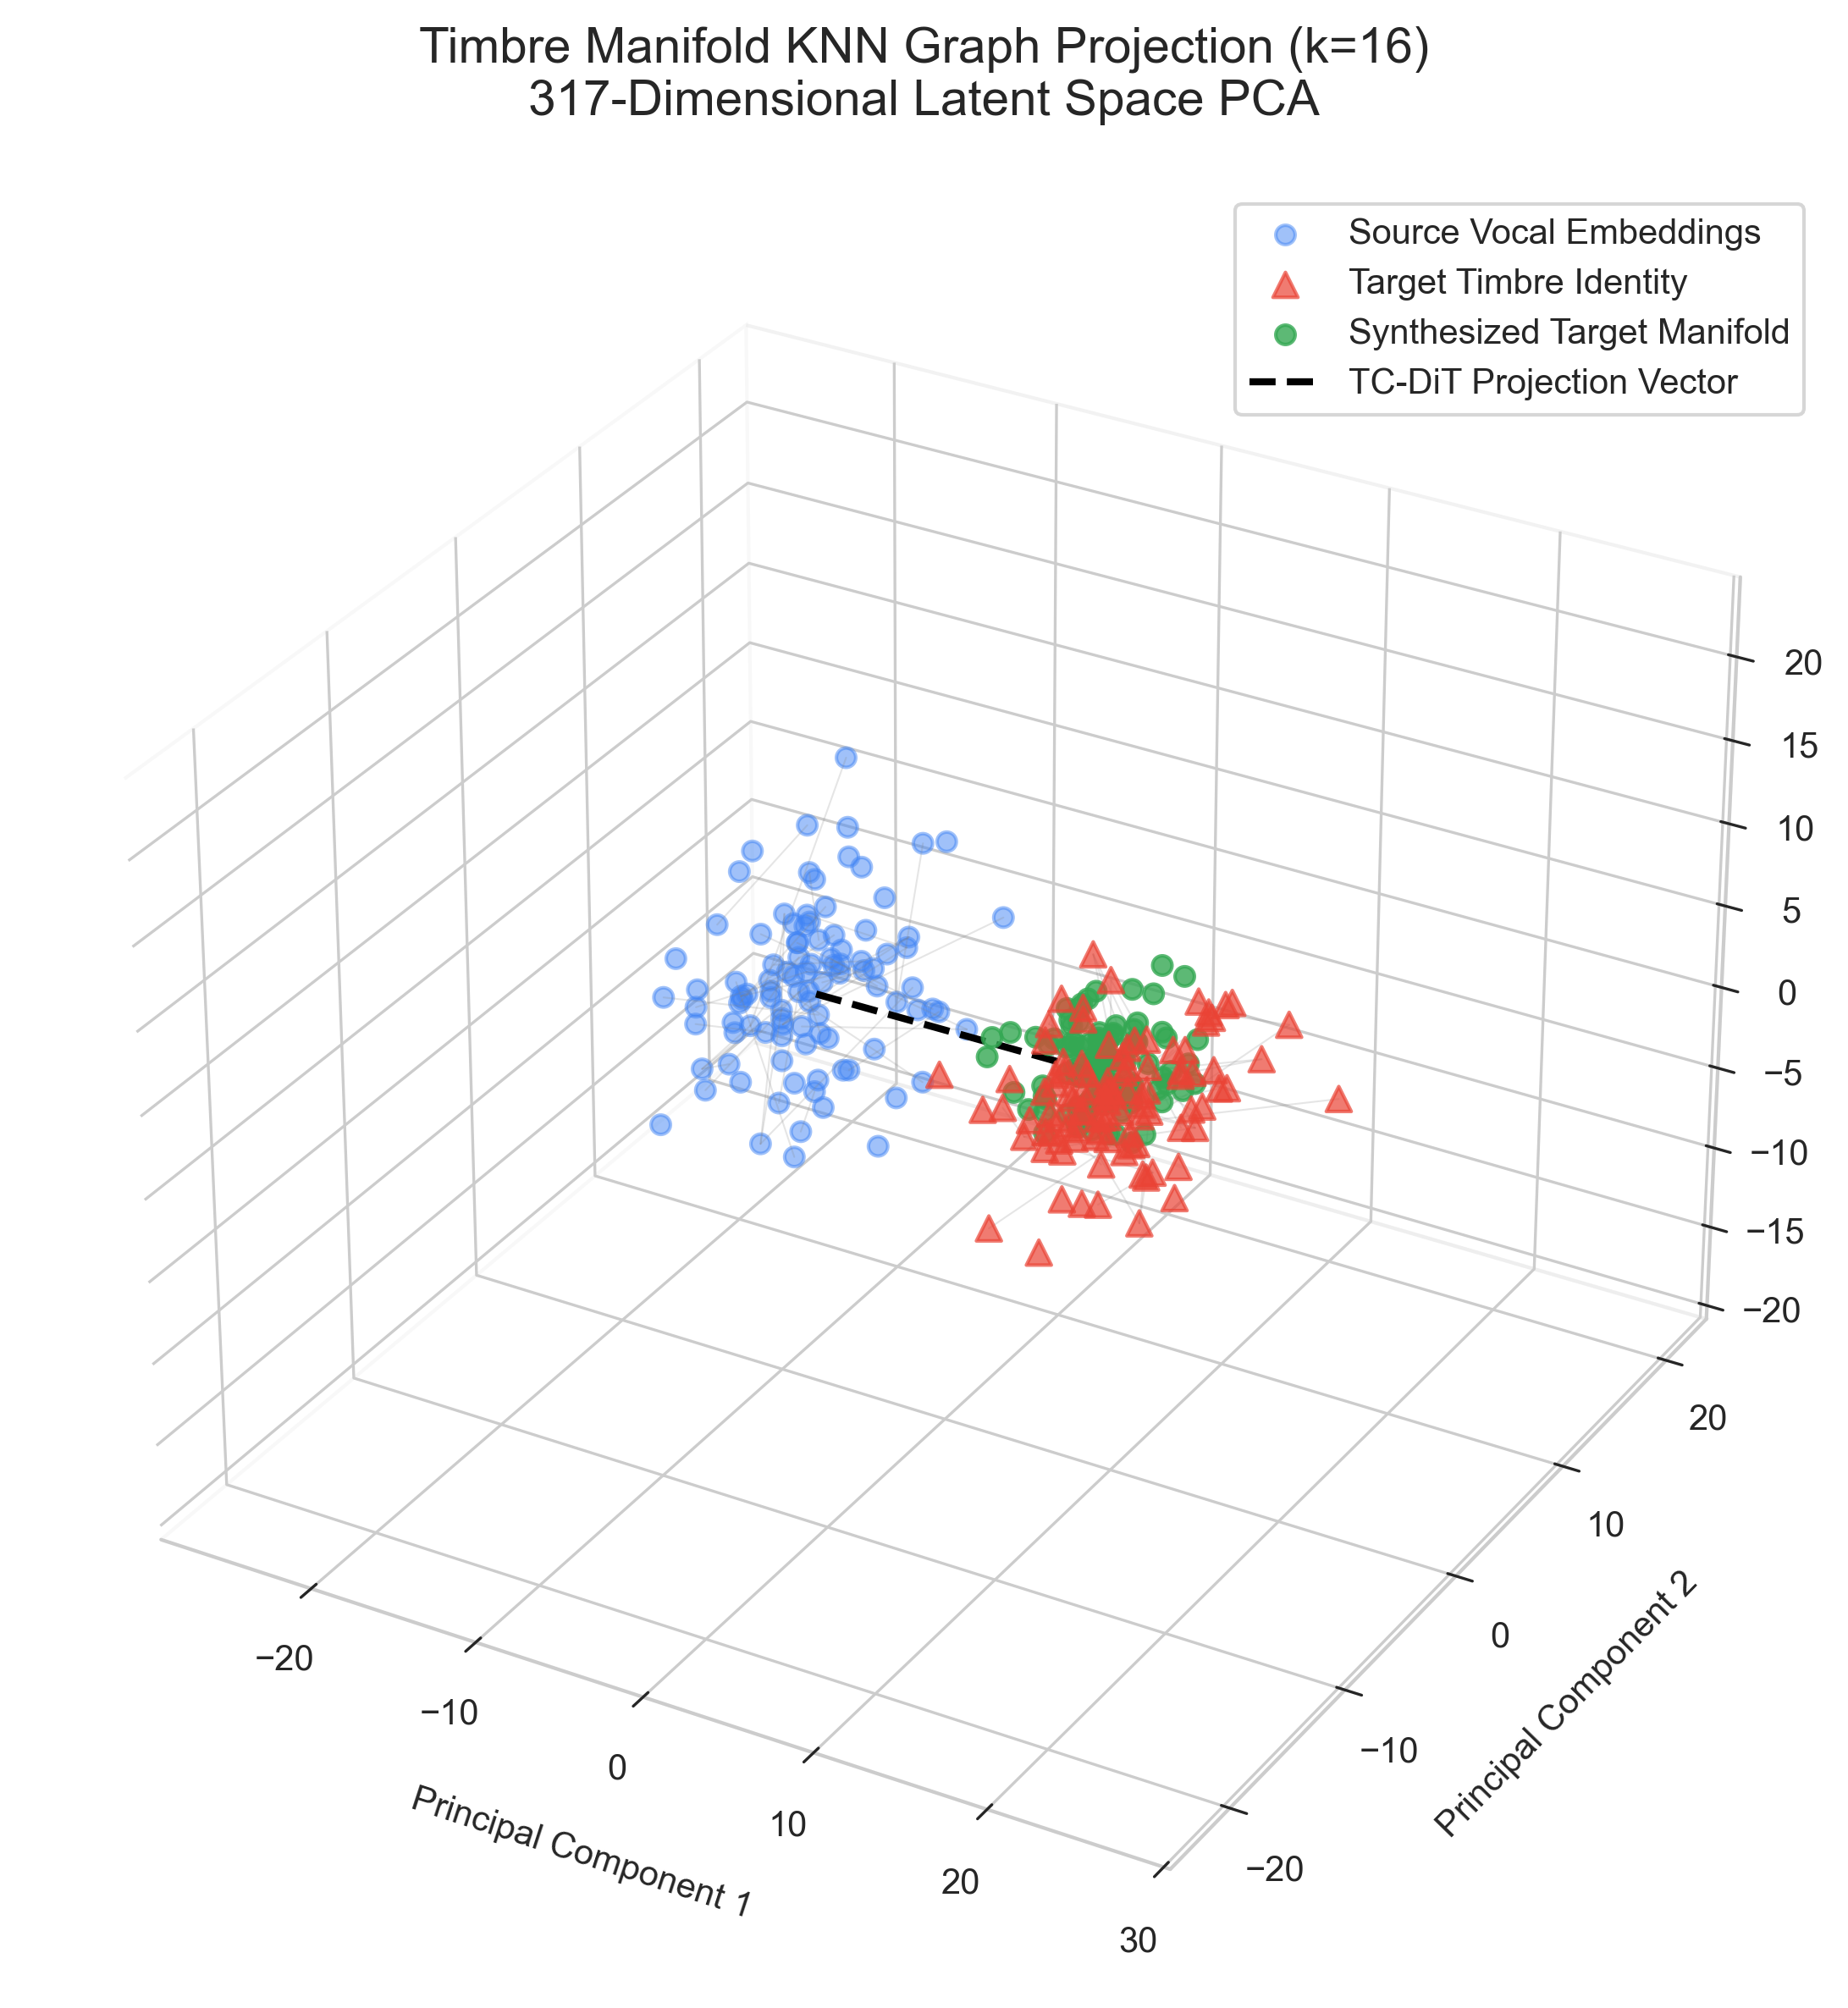 Timbre Manifold KNN Graph Projection (k=16)
317-Dimensional Latent Space PCA
Source Vocal Embeddings
Target Timbre Identity
Synthesized Target Manifold
TC-DiT Projection Vector
20
15
10
5
0
−5
−10
−15
−20
20
10
0
−10
−20
Principal Component 2
−20
−10
0
10
20
30
Principal Component 1